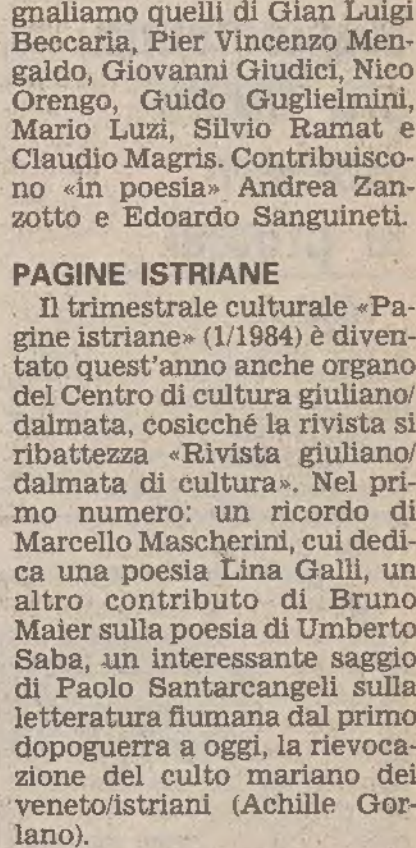 gnaliamo quelli di Gian Luigi
Beccaria, Pier Vincenzo Men-
galdo, Giovanni Giudici, Nico
Orengo, Guido Guglielmini,
Mario Luzi, Silvio Ramat e
Claudio Magris. Contribuisco-
no «in poesia» Andrea Zan-
zotto e Edoardo Sanguineti.
PAGINE ISTRIANE
Il trimestrale culturale «Pa-
gine istriane» (1/1984) è diven-
tato quest'anno anche organo
del Centro di cultura giuliano/
dalmata, cosicché la rivista si
ribattezza «Rivista giuliano/
dalmata di cultura». Nel pri-
mo numero: un ricordo di
Marcello Mascherini, cui dedi-
ca una poesia Lina Galli, un
altro contributo di Bruno
Maier sulla poesia di Umberto
Saba, un interessante saggio
di Paolo Santarcangeli sulla
letteratura fiumana dal primo
dopoguerra a oggi, la rievoca-
zione del culto mariano dei
veneto/istriani (Achille Gor-
lano).